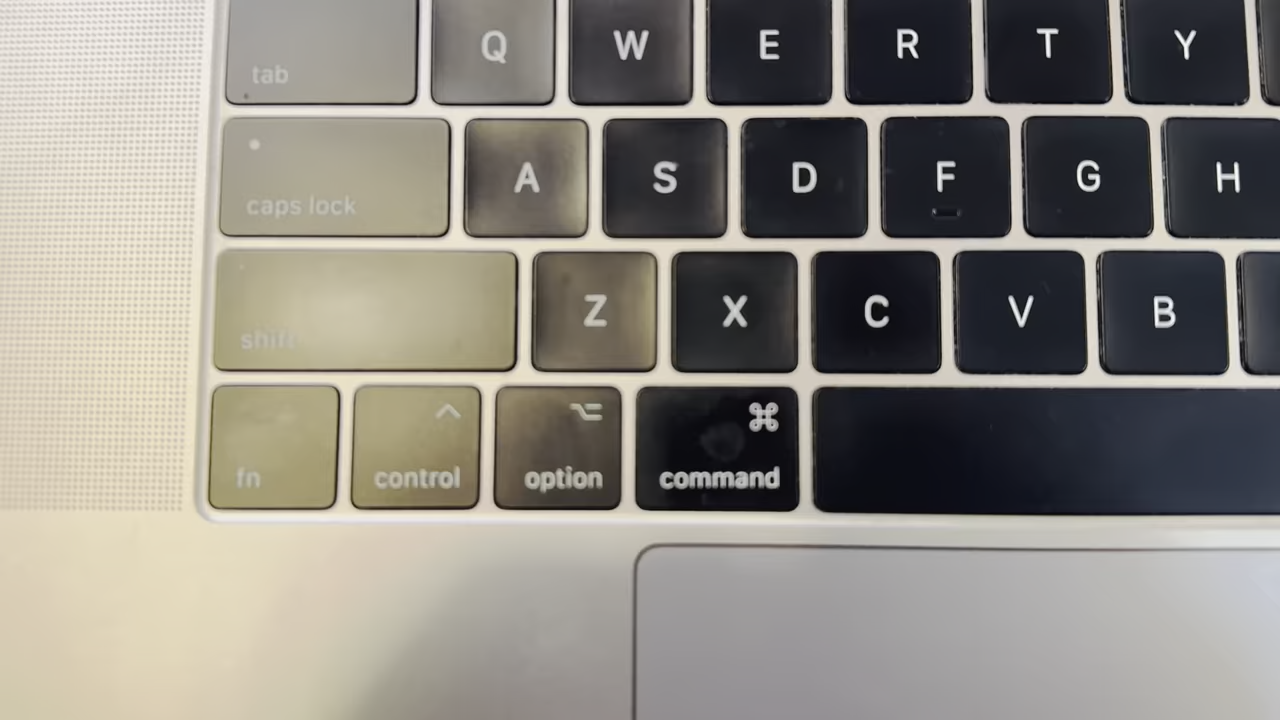 Q W E R T Y
tab
A S D F G H
caps lock
Z X C V B
shift
^ ⌥ ⌘
fn control option command